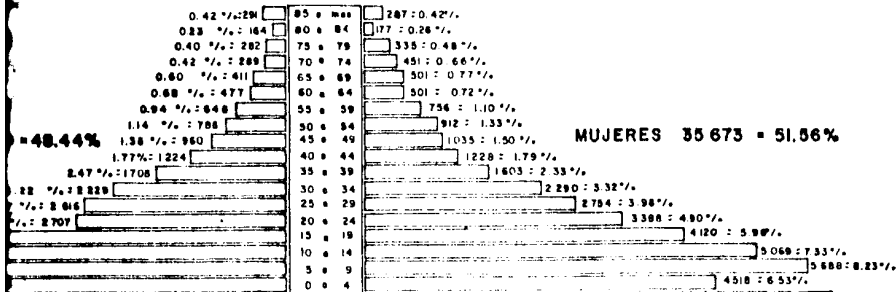 0.42 %: 291 85 a mas 287: 0.42%
0.23 %: 164 80 a 84 177: 0.26%
0.40 %: 282 75 a 79 335: 0.48%
0.42 %: 289 70 a 74 451: 0.66%
0.60 %: 411 65 a 69 501: 0.77%
0.68 %: 477 60 a 64 501: 0.72%
0.94 %: 646 55 a 59 756: 1.10%
1.14 %: 786 50 a 54 912: 1.33%
= 48.44% 1.38 %: 960 45 a 49 1035: 1.50% MUJERES 35 673 = 51.56%
1.77%: 1224 40 a 44 1228: 1.79%
2.47 %: 1708 35 a 39 1603: 2.33%
.22 %: 2229 30 a 34 2 290: 3.32%
%: 2 616 25 a 29 2 754: 3.98%
%: 2 707 20 a 24 3388: 4.90%
15 a 19 4120: 5.98%
10 a 14 5 069: 7.33%
5 a 9 5 688: 8.23%
0 a 4 4518: 6.53%